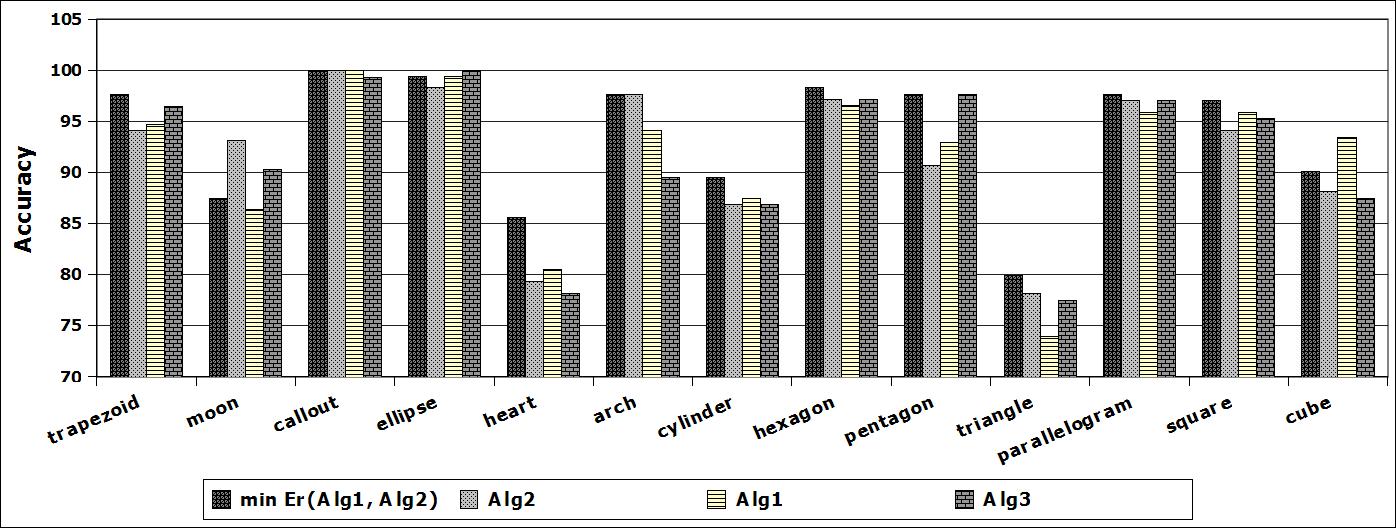 105
100
95
90
85
80
75
70
Accuracy
trapezoid
moon
callout
ellipse
heart
arch
cylinder
hexagon
pentagon
triangle
parallelogram
square
cube
min Er(Alg1, Alg2) Alg2 Alg1 Alg3